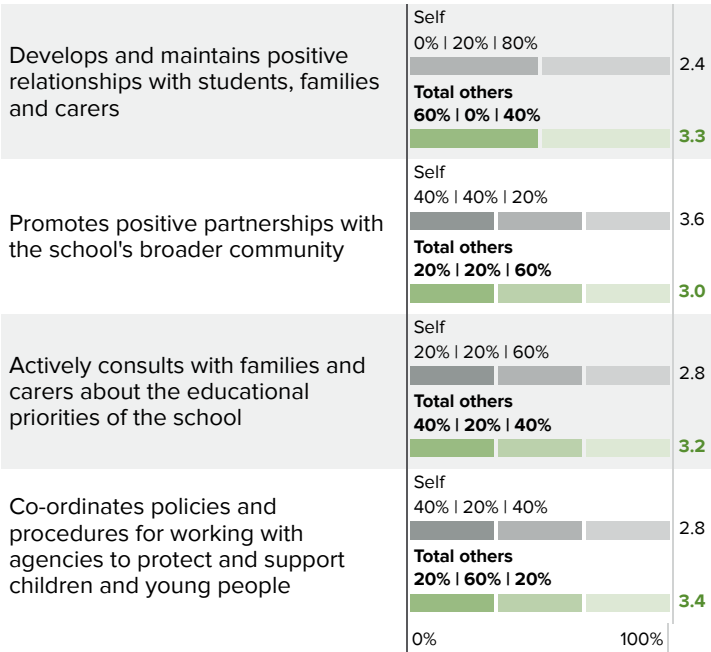 Develops and maintains positive
relationships with students, families
and carers
Self
0% | 20% | 80%
2.4
Total others
60% | 0% | 40%
3.3
Promotes positive partnerships with
the school's broader community
Self
40% | 40% | 20%
3.6
Total others
20% | 20% | 60%
3.0
Actively consults with families and
carers about the educational
priorities of the school
Self
20% | 20% | 60%
2.8
Total others
40% | 20% | 40%
3.2
Co-ordinates policies and
procedures for working with
agencies to protect and support
children and young people
Self
40% | 20% | 40%
2.8
Total others
20% | 60% | 20%
3.4
0% 100%